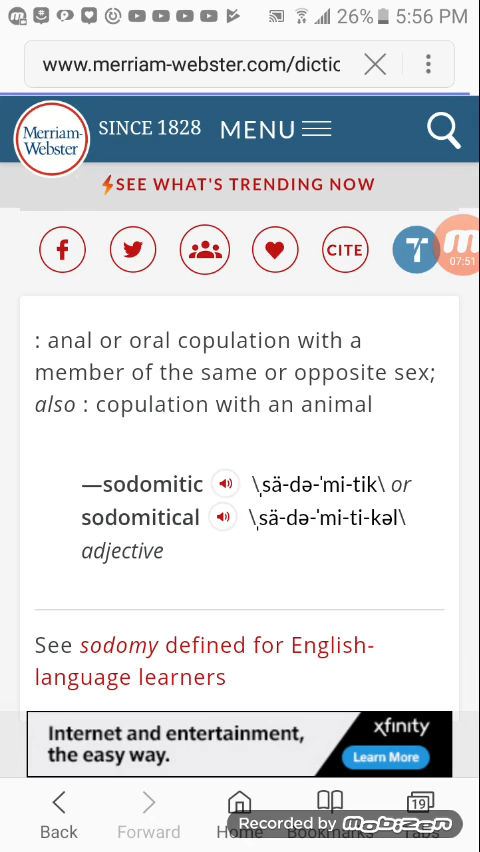 26% 5:56 PM
www.merriam-webster.com/dictic
Merriam-
Webster
SINCE 1828
MENU
SEE WHAT'S TRENDING NOW
CITE
07:51
: anal or oral copulation with a
member of the same or opposite sex;
also : copulation with an animal
—sodomitic \ˌsä-də-ˈmi-tik\ or
sodomitical \ˌsä-də-ˈmi-ti-kəl\
adjective
See sodomy defined for English-
language learners
Internet and entertainment,
the easy way.
xfinity
Learn More
19
Back Forward Home Bookmarks Tabs
Recorded by mobizen